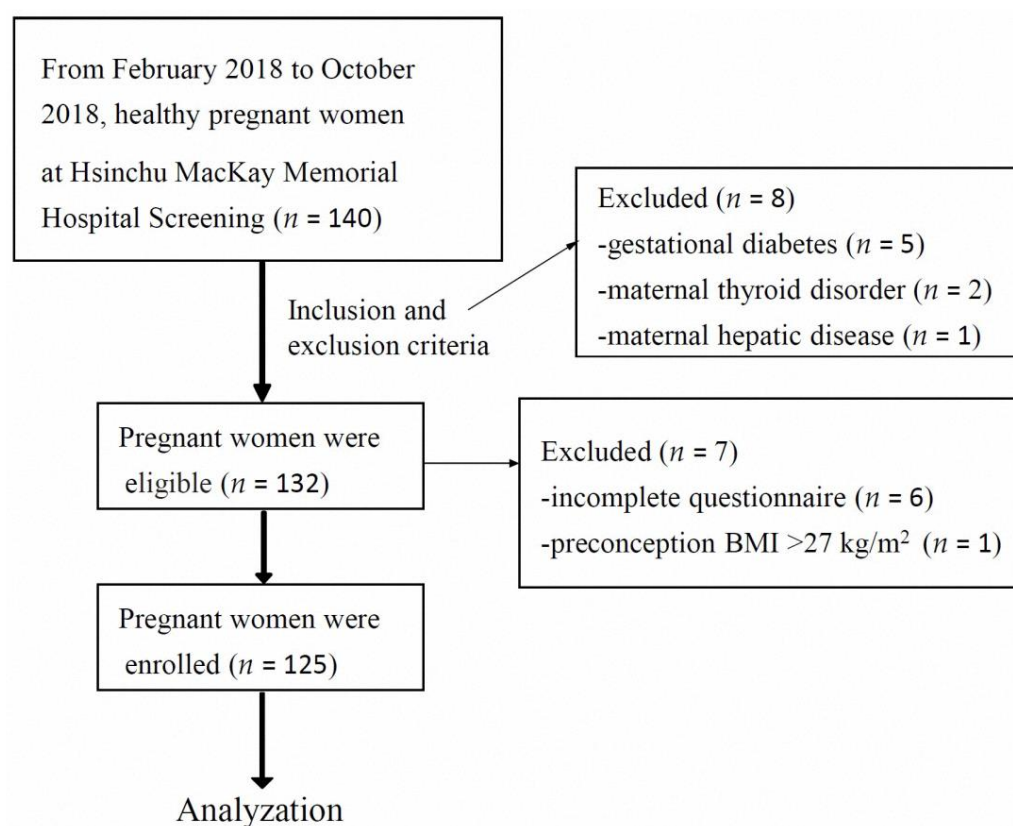 From February 2018 to October
2018, healthy pregnant women
at Hsinchu MacKay Memorial
Hospital Screening (n = 140)
Inclusion and
exclusion criteria
Excluded (n = 8)
-gestational diabetes (n = 5)
-maternal thyroid disorder (n = 2)
-maternal hepatic disease (n = 1)
Pregnant women were
eligible (n = 132)
Excluded (n = 7)
-incomplete questionnaire (n = 6)
-preconception BMI >27 kg/m² (n = 1)
Pregnant women were
enrolled (n = 125)
Analyzation